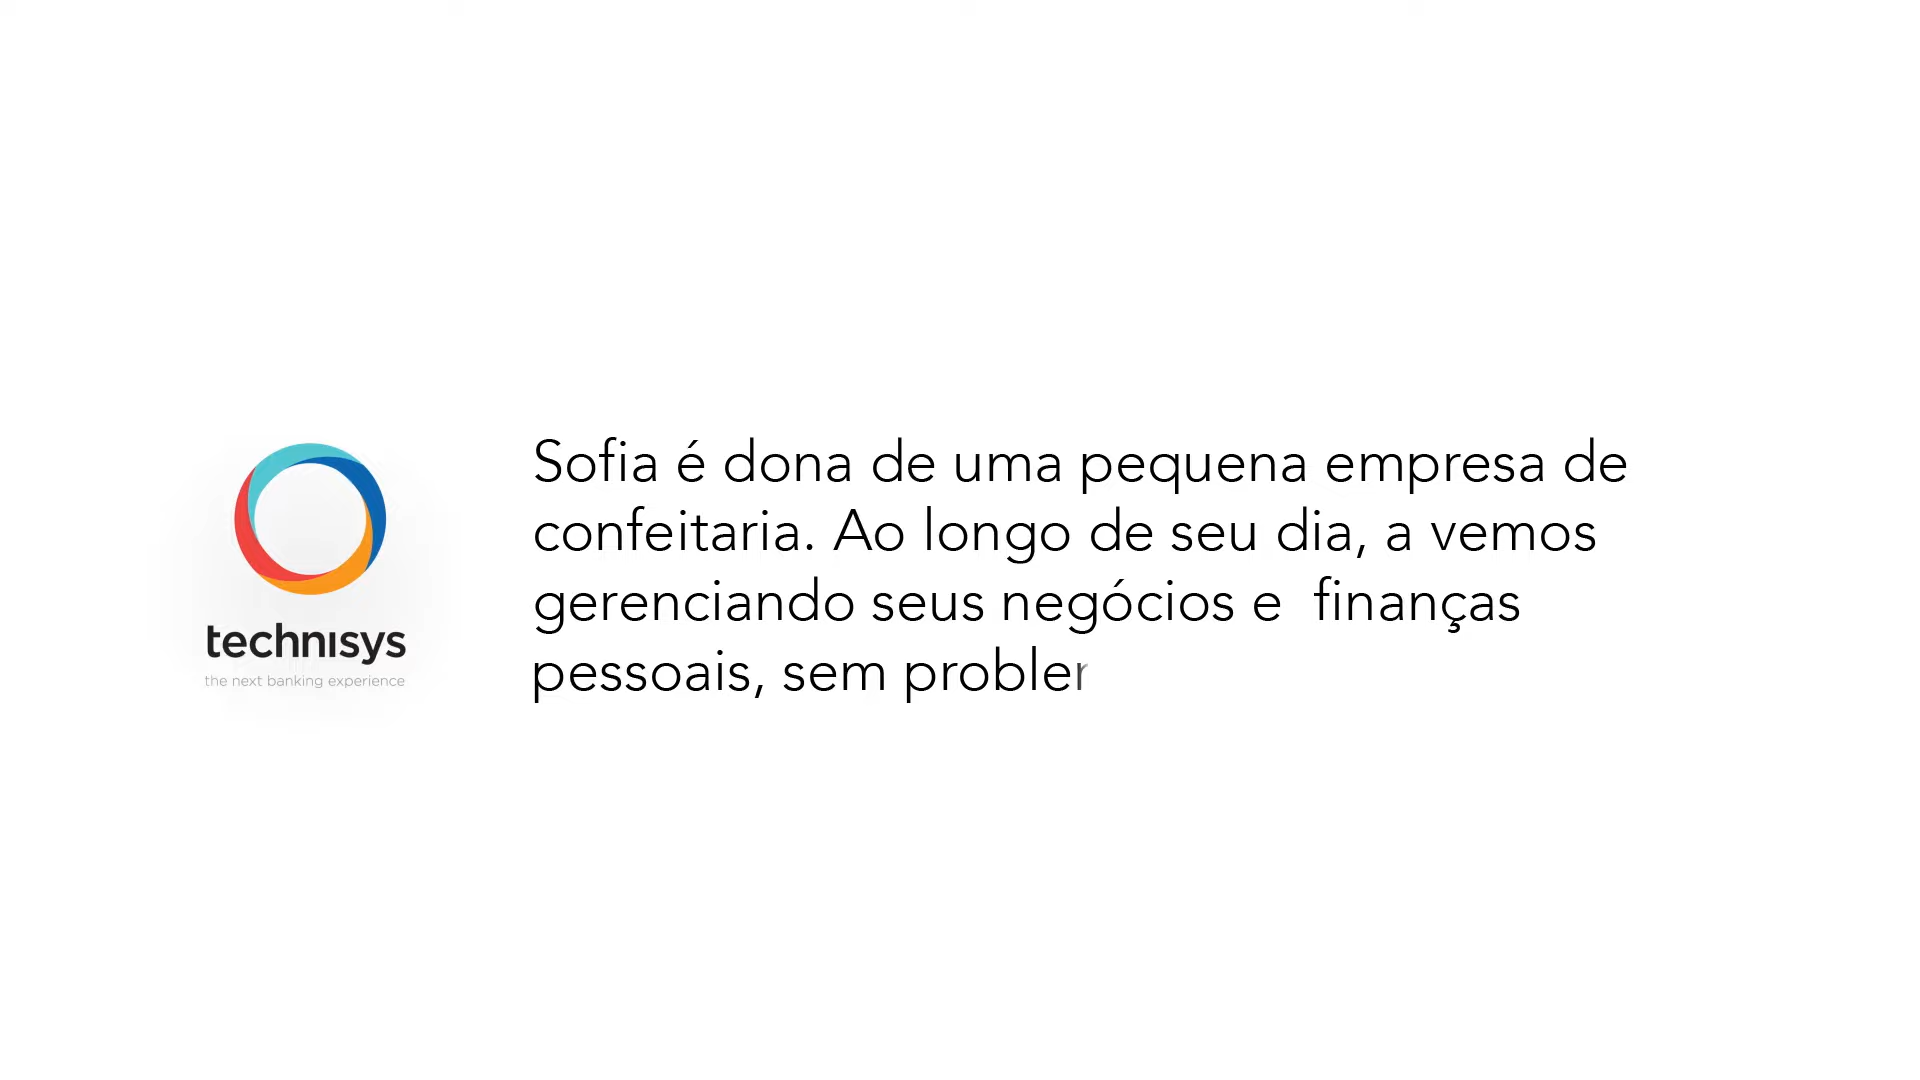 technisys
the next banking experience
Sofia é dona de uma pequena empresa de
confeitaria. Ao longo de seu dia, a vemos
gerenciando seus negócios e  finanças
pessoais, sem probler